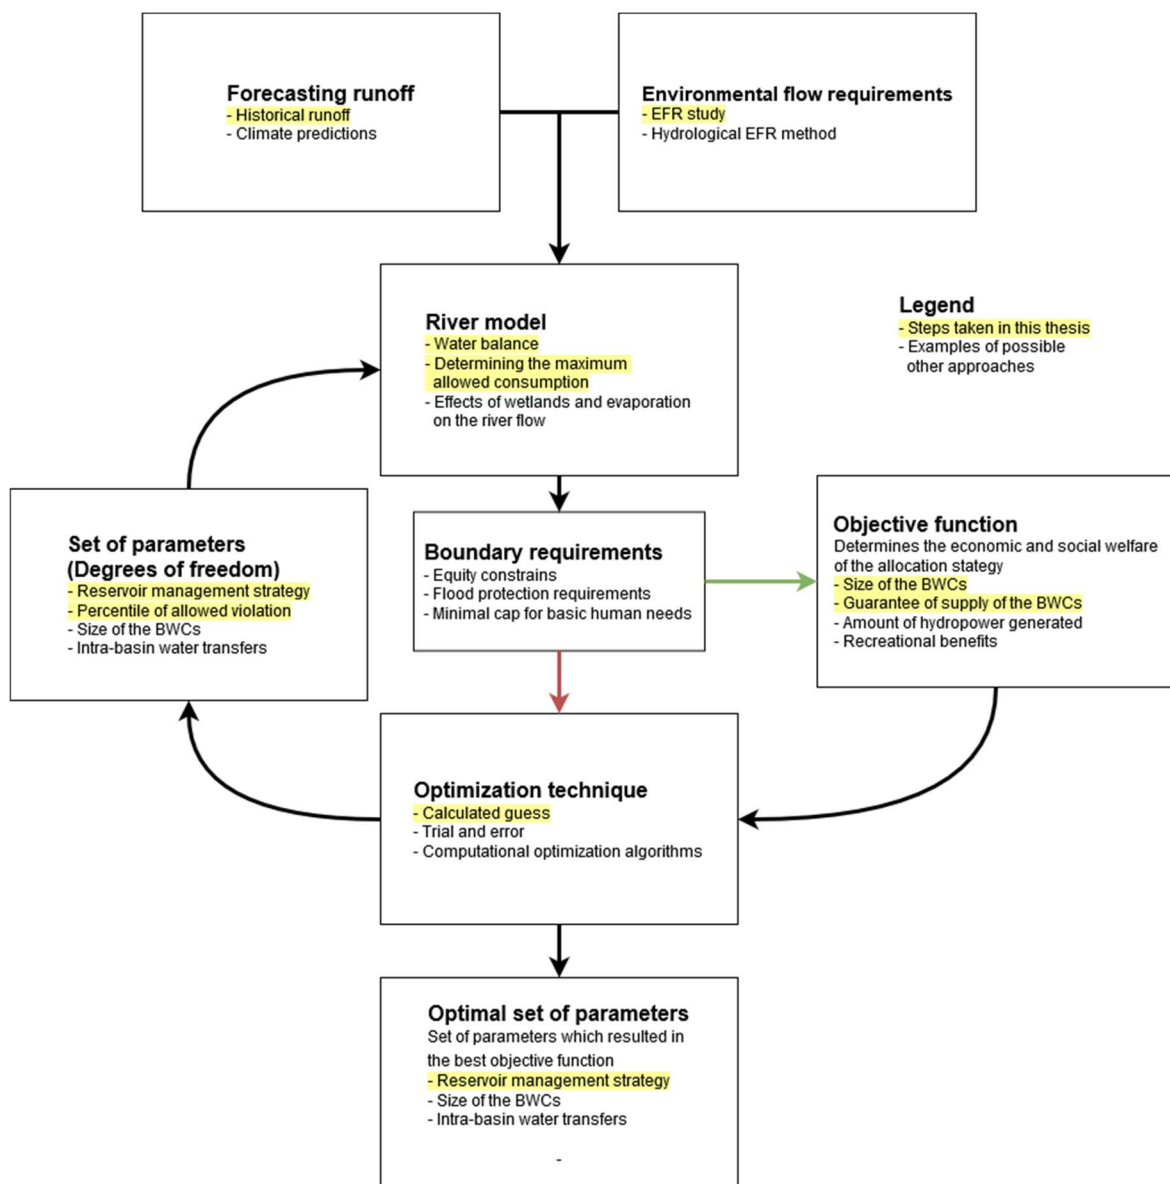 Forecasting runoff
- Historical runoff
- Climate predictions
Environmental flow requirements
- EFR study
- Hydrological EFR method
River model
- Water balance
- Determining the maximum
allowed consumption
- Effects of wetlands and evaporation
on the river flow
Legend
- Steps taken in this thesis
- Examples of possible
other approaches
Set of parameters
(Degrees of freedom)
- Reservoir management strategy
- Percentile of allowed violation
- Size of the BWCs
- Intra-basin water transfers
Boundary requirements
- Equity constrains
- Flood protection requirements
- Minimal cap for basic human needs
Objective function
Determines the economic and social welfare
of the allocation stategy
- Size of the BWCs
- Guarantee of supply of the BWCs
- Amount of hydropower generated
- Recreational benefits
Optimization technique
- Calculated guess
- Trial and error
- Computational optimization algorithms
Optimal set of parameters
Set of parameters which resulted in
the best objective function
- Reservoir management strategy
- Size of the BWCs
- Intra-basin water transfers
-